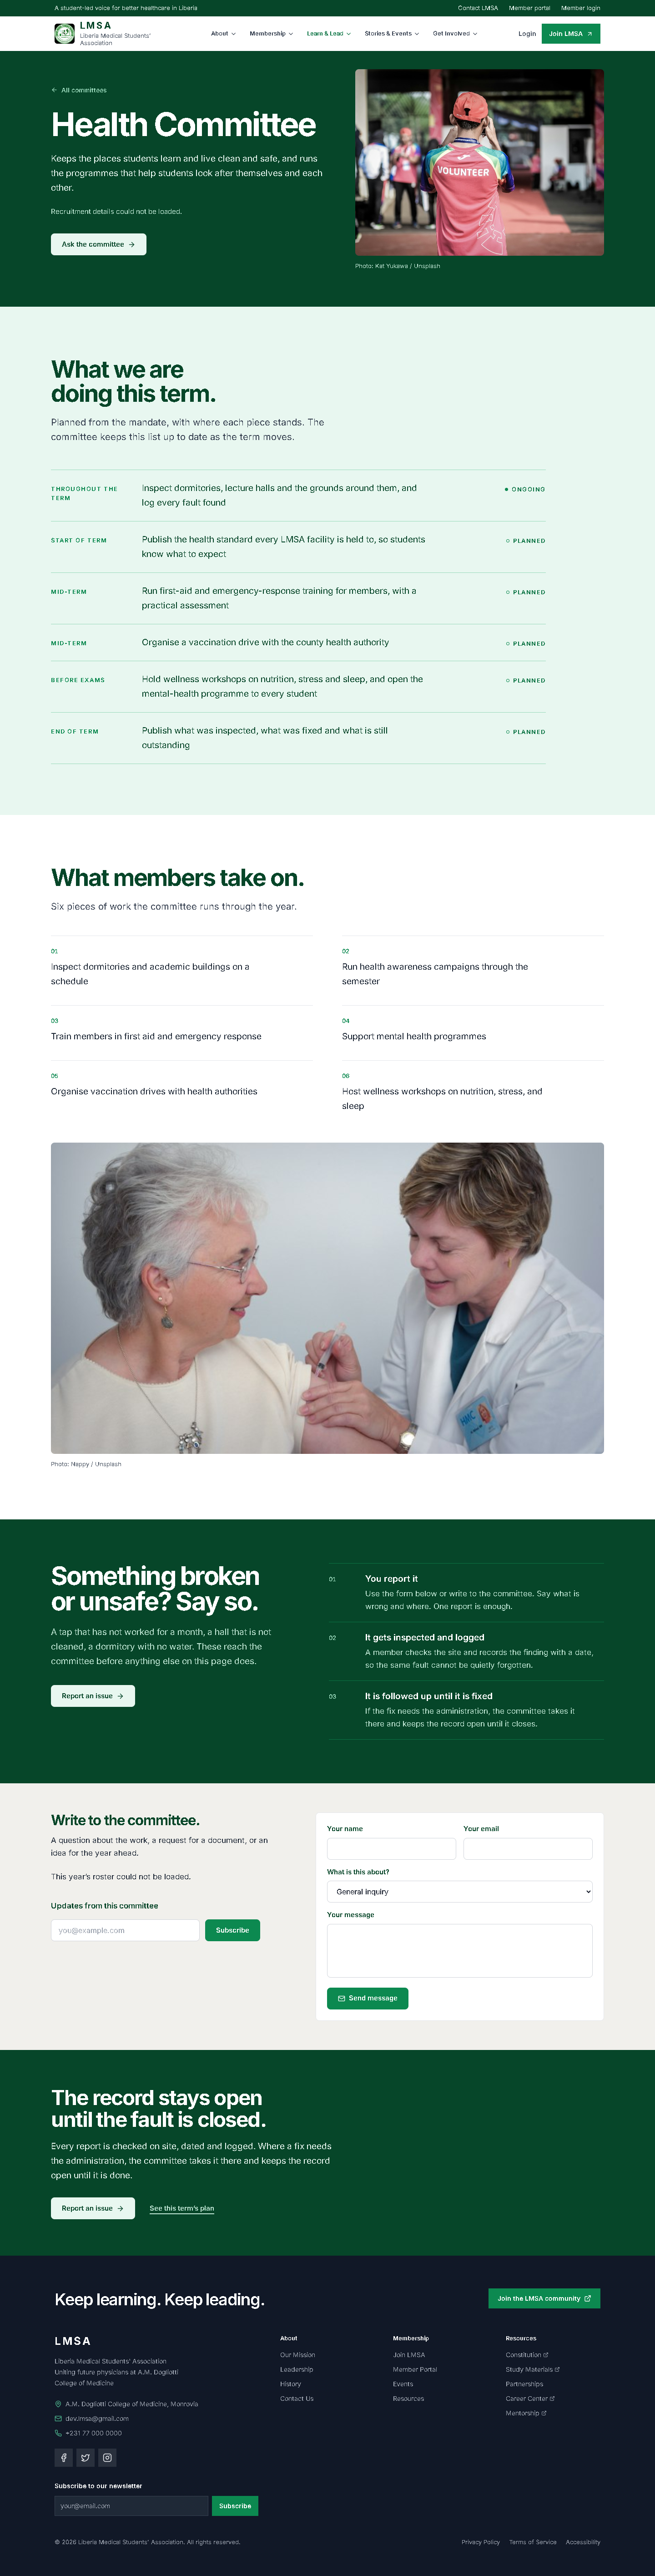 A student-led voice for better healthcare in Liberia
Contact LMSA
Member portal
Member login
LMSA
Liberia Medical Students'
Association
About
Membership
Learn & Lead
Stories & Events
Get Involved
Login
Join LMSA
All committees
Health Committee
Keeps the places students learn and live clean and safe, and runs
the programmes that help students look after themselves and each
other.
Recruitment details could not be loaded.
Ask the committee
VOLUNTEER
Photo: Kat Yukawa / Unsplash
What we are
doing this term.
Planned from the mandate, with where each piece stands. The
committee keeps this list up to date as the term moves.
THROUGHOUT THE
TERM
Inspect dormitories, lecture halls and the grounds around them, and
log every fault found
ONGOING
START OF TERM
Publish the health standard every LMSA facility is held to, so students
know what to expect
PLANNED
MID-TERM
Run first-aid and emergency-response training for members, with a
practical assessment
PLANNED
MID-TERM
Organise a vaccination drive with the county health authority
PLANNED
BEFORE EXAMS
Hold wellness workshops on nutrition, stress and sleep, and open the
mental-health programme to every student
PLANNED
END OF TERM
Publish what was inspected, what was fixed and what is still
outstanding
PLANNED
What members take on.
Six pieces of work the committee runs through the year.
01
Inspect dormitories and academic buildings on a
schedule
02
Run health awareness campaigns through the
semester
03
Train members in first aid and emergency response
04
Support mental health programmes
05
Organise vaccination drives with health authorities
06
Host wellness workshops on nutrition, stress, and
sleep
Photo: Nappy / Unsplash
Something broken
or unsafe? Say so.
A tap that has not worked for a month, a hall that is not
cleaned, a dormitory with no water. These reach the
committee before anything else on this page does.
Report an issue
01
You report it
Use the form below or write to the committee. Say what is
wrong and where. One report is enough.
02
It gets inspected and logged
A member checks the site and records the finding with a date,
so the same fault cannot be quietly forgotten.
03
It is followed up until it is fixed
If the fix needs the administration, the committee takes it
there and keeps the record open until it closes.
Write to the committee.
A question about the work, a request for a document, or an
idea for the year ahead.
This year's roster could not be loaded.
Updates from this committee
you@example.com
Subscribe
Your name
Your email
What is this about?
General inquiry
Your message
Send message
The record stays open
until the fault is closed.
Every report is checked on site, dated and logged. Where a fix needs
the administration, the committee takes it there and keeps the record
open until it is done.
Report an issue
See this term's plan
Keep learning. Keep leading.
Join the LMSA community
LMSA
Liberia Medical Students' Association
Uniting future physicians at A.M. Dogliotti
College of Medicine
A.M. Dogliotti College of Medicine, Monrovia
dev.lmsa@gmail.com
+231 77 000 0000
Subscribe to our newsletter
your@email.com
Subscribe
About
Our Mission
Leadership
History
Contact Us
Membership
Join LMSA
Member Portal
Events
Resources
Resources
Constitution
Study Materials
Partnerships
Career Center
Mentorship
© 2026 Liberia Medical Students' Association. All rights reserved.
Privacy Policy
Terms of Service
Accessibility